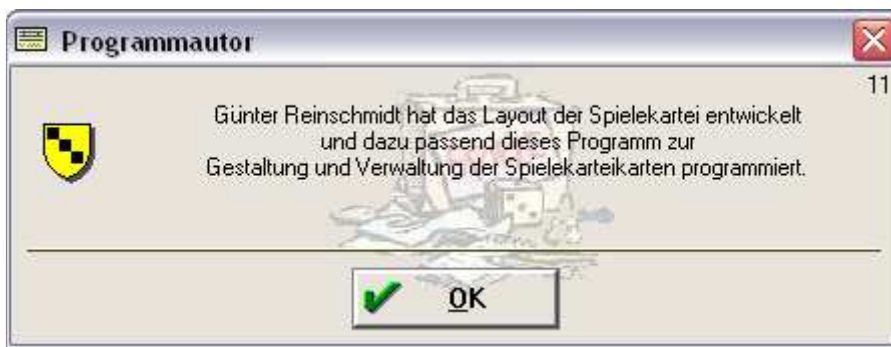 Programmautor
11
Günter Reinschmidt hat das Layout der Spielekartei entwickelt
und dazu passend dieses Programm zur
Gestaltung und Verwaltung der Spielekarteikarten programmiert.
OK